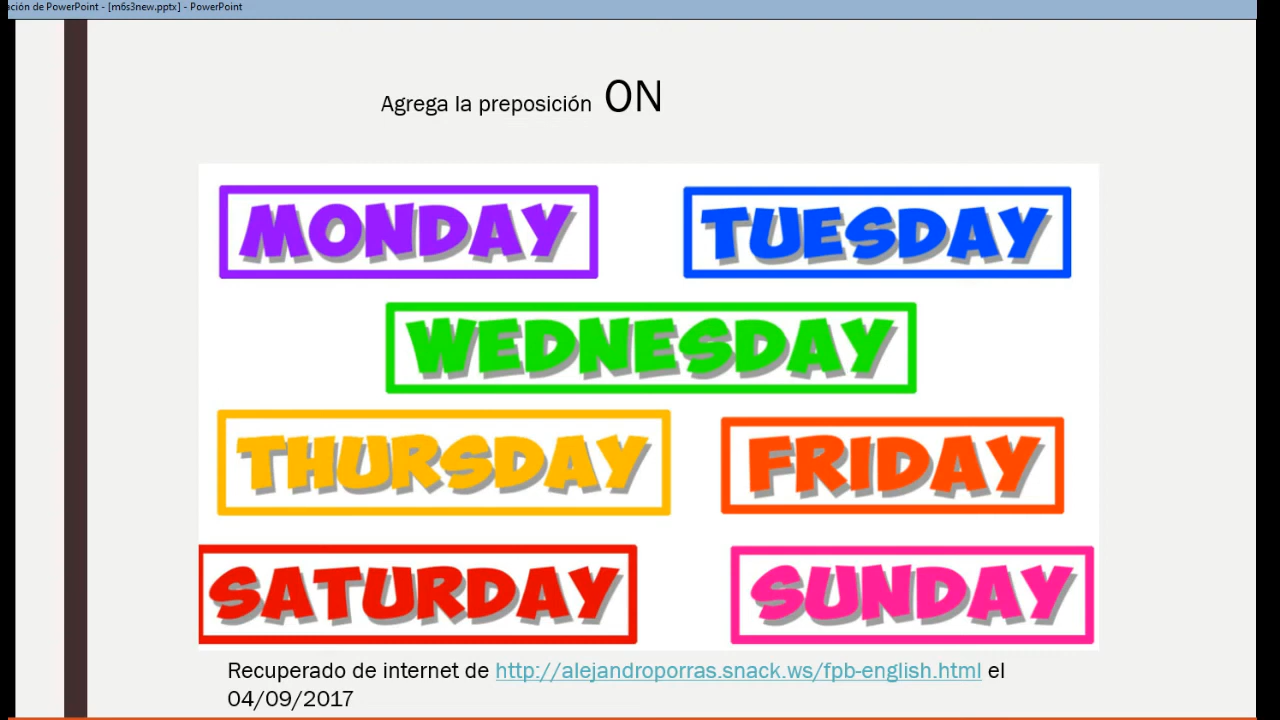 ación de PowerPoint - [m6s3new.pptx] - PowerPoint
Agrega la preposición ON
MONDAY
TUESDAY
WEDNESDAY
THURSDAY
FRIDAY
SATURDAY
SUNDAY
Recuperado de internet de http://alejandroporras.snack.ws/fpb-english.html el
04/09/2017